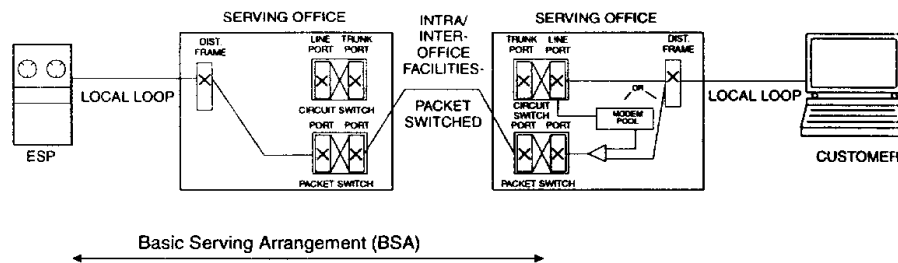 SERVING OFFICE
DIST.
FRAME
LINE
PORT
TRUNK
PORT
CIRCUIT SWITCH
PORT
PORT
PACKET SWITCH
ESP
LOCAL LOOP
INTRA/
INTER-
OFFICE
FACILITIES-
PACKET
SWITCHED
SERVING OFFICE
TRUNK
PORT
LINE
PORT
DIST.
FRAME
CIRCUIT
SWITCH
OR
MODEM
POOL
PORT
PORT
PACKET SWITCH
LOCAL LOOP
CUSTOMER
Basic Serving Arrangement (BSA)